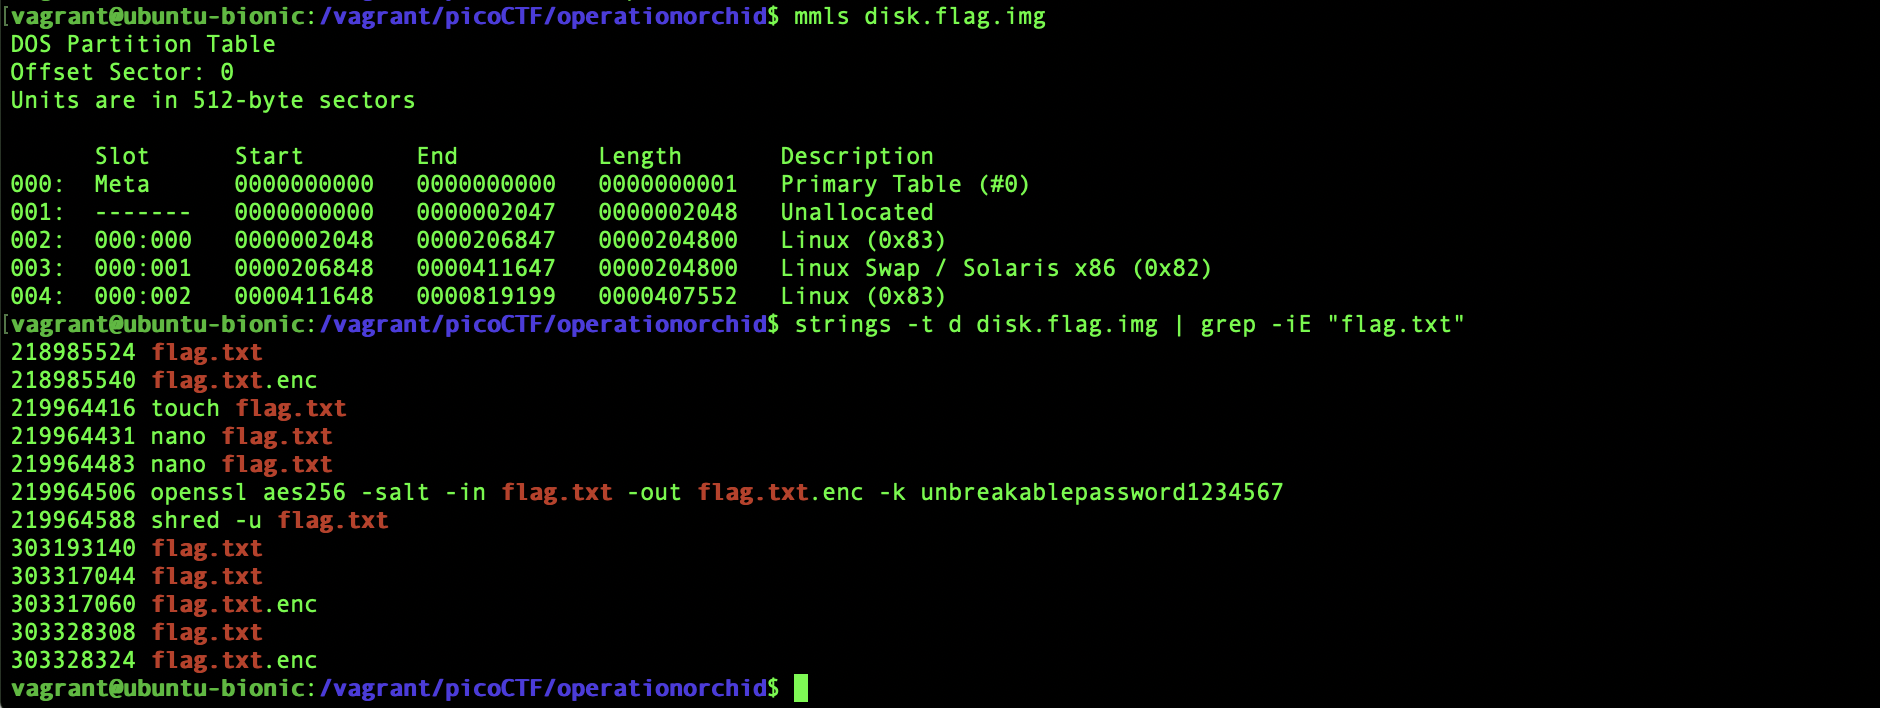 [vagrant@ubuntu-bionic:/vagrant/picoCTF/operationorchid$ mmls disk.flag.img
DOS Partition Table
Offset Sector: 0
Units are in 512-byte sectors

      Slot      Start        End          Length       Description
000:  Meta      0000000000   0000000000   0000000001   Primary Table (#0)
001:  -------   0000000000   0000002047   0000002048   Unallocated
002:  000:000   0000002048   0000206847   0000204800   Linux (0x83)
003:  000:001   0000206848   0000411647   0000204800   Linux Swap / Solaris x86 (0x82)
004:  000:002   0000411648   0000819199   0000407552   Linux (0x83)
[vagrant@ubuntu-bionic:/vagrant/picoCTF/operationorchid$ strings -t d disk.flag.img | grep -iE "flag.txt"
218985524 flag.txt
218985540 flag.txt.enc
219964416 touch flag.txt
219964431 nano flag.txt
219964483 nano flag.txt
219964506 openssl aes256 -salt -in flag.txt -out flag.txt.enc -k unbreakablepassword1234567
219964588 shred -u flag.txt
303193140 flag.txt
303317044 flag.txt
303317060 flag.txt.enc
303328308 flag.txt
303328324 flag.txt.enc
vagrant@ubuntu-bionic:/vagrant/picoCTF/operationorchid$